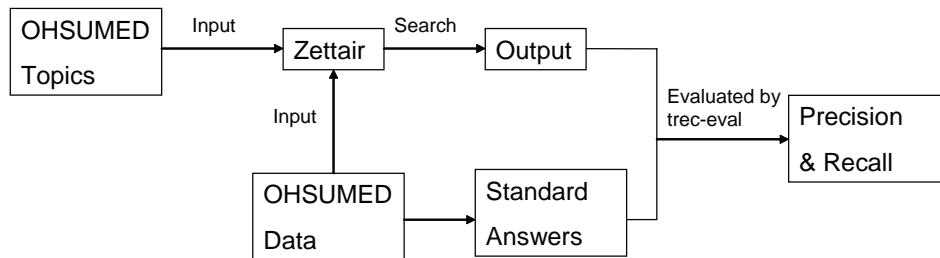 OHSUMED
Topics
Input
Zettair
Search
Output
Input
Evaluated by
trec-eval
Precision
& Recall
OHSUMED
Data
Standard
Answers